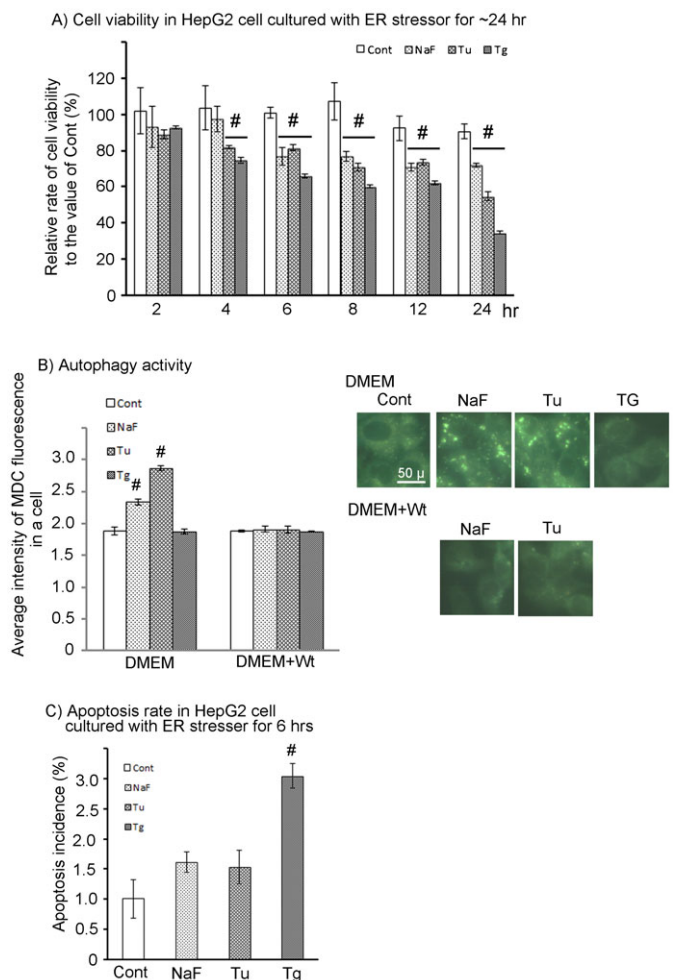 A) Cell viability in HepG2 cell cultured with ER stressor for ~24 hr
Cont NaF Tu Tg
Relative rate of cell viability
to the value of Cont (%)
120
100
80
60
40
20
0
# # # # #
2 4 6 8 12 24 hr
B) Autophagy activity
Cont
NaF
Tu
Tg
Average intensity of MDC fluorescence
in a cell
3.0
2.5
2.0
1.5
1.0
0.5
0
# #
DMEM DMEM+Wt
DMEM
Cont NaF Tu TG
50 µ
DMEM+Wt
NaF Tu
C) Apoptosis rate in HepG2 cell
cultured with ER stresser for 6 hrs
Cont
NaF
Tu
Tg
Apoptosis incidence (%)
3.0
2.5
1.5
1.0
0.5
0
#
Cont NaF Tu Tg